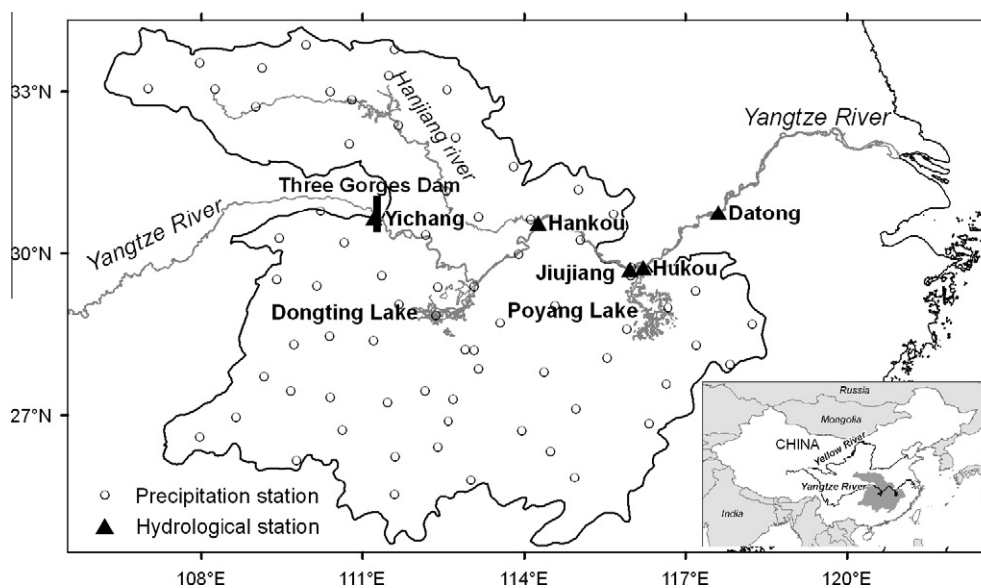 33°N
30°N
27°N
108°E
111°E
114°E
117°E
120°E
Hanjiang river
Yangtze River
Three Gorges Dam
Yangtze River
Yichang
Hankou
Datong
Jiujiang
Hukou
Dongting Lake
Poyang Lake
Precipitation station
Hydrological station
Russia
Mongolia
CHINA
Yellow River
Yangtze River
India